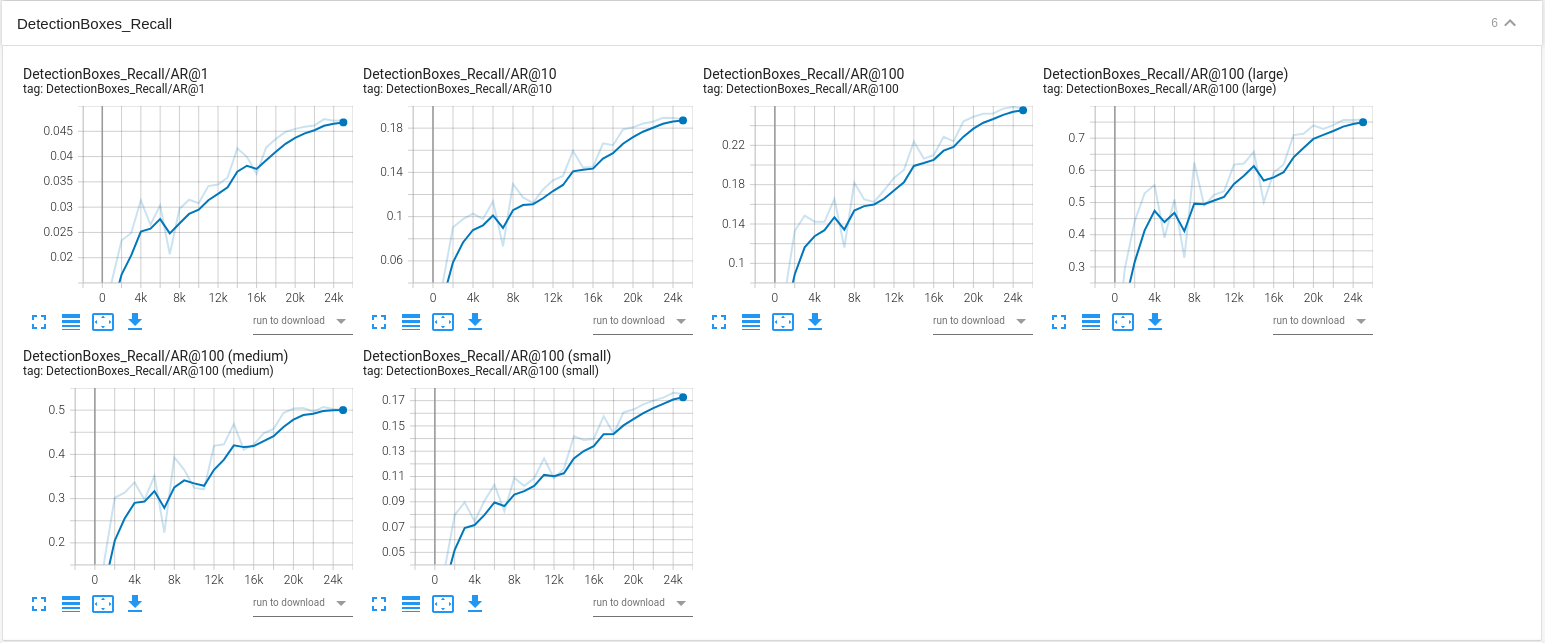 DetectionBoxes_Recall
6
DetectionBoxes_Recall/AR@1
tag: DetectionBoxes_Recall/AR@1
0.045
0.04
0.035
0.03
0.025
0.02
0 4k 8k 12k 16k 20k 24k
run to download
DetectionBoxes_Recall/AR@10
tag: DetectionBoxes_Recall/AR@10
0.18
0.14
0.1
0.06
0 4k 8k 12k 16k 20k 24k
run to download
DetectionBoxes_Recall/AR@100
tag: DetectionBoxes_Recall/AR@100
0.22
0.18
0.14
0.1
0 4k 8k 12k 16k 20k 24k
run to download
DetectionBoxes_Recall/AR@100 (large)
tag: DetectionBoxes_Recall/AR@100 (large)
0.7
0.6
0.5
0.4
0.3
0 4k 8k 12k 16k 20k 24k
run to download
DetectionBoxes_Recall/AR@100 (medium)
tag: DetectionBoxes_Recall/AR@100 (medium)
0.5
0.4
0.3
0.2
0 4k 8k 12k 16k 20k 24k
run to download
DetectionBoxes_Recall/AR@100 (small)
tag: DetectionBoxes_Recall/AR@100 (small)
0.17
0.15
0.13
0.11
0.09
0.07
0.05
0 4k 8k 12k 16k 20k 24k
run to download